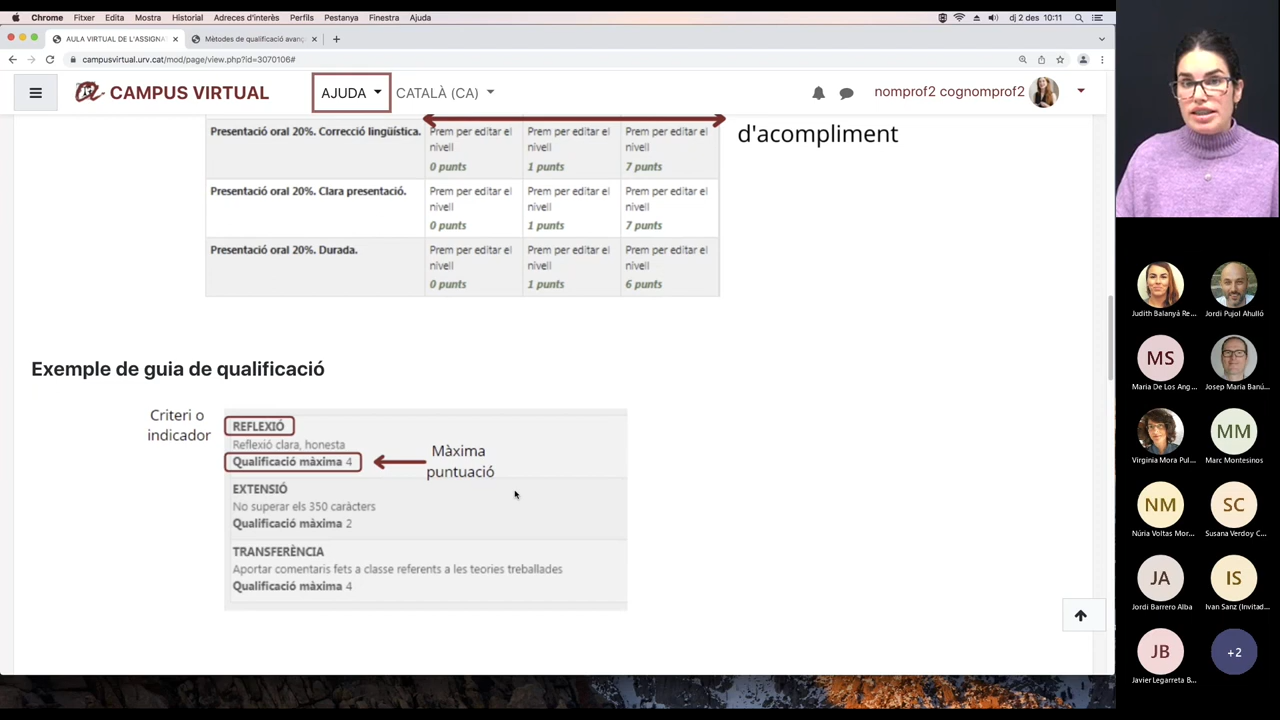 Chrome Fitxer Edita Mostra Historial Adreces d'interès Perfils Pestanya Finestra Ajuda dj 2 des 10:11
AULA VIRTUAL DE L'ASSIGNA × Mètodes de qualificació avanç × +
campusvirtual.urv.cat/mod/page/view.php?id=3070106#
CAMPUS VIRTUAL AJUDA CATALÀ (CA) nomprof2 cognomprof2
Presentació oral 20%. Correcció lingüística. Prem per editar el nivell Prem per editar el nivell Prem per editar el nivell
0 punts 1 punts 7 punts
d'acompliment
Presentació oral 20%. Clara presentació. Prem per editar el nivell Prem per editar el nivell Prem per editar el nivell
0 punts 1 punts 7 punts
Presentació oral 20%. Durada. Prem per editar el nivell Prem per editar el nivell Prem per editar el nivell
0 punts 1 punts 6 punts
Exemple de guia de qualificació
Criteri o
indicador
REFLEXIÓ
Reflexió clara, honesta
Qualificació màxima 4
Màxima
puntuació
EXTENSIÓ
No superar els 350 caràcters
Qualificació màxima 2
TRANSFERÈNCIA
Aportar comentaris fets a classe referents a les teories treballades
Qualificació màxima 4
Judith Balanyà Re... Jordi Pujol Ahulló
MS
Maria De Los Ang... Josep Maria Banú...
MM
Virginia Mora Pul... Marc Montesinos
NM SC
Núria Voltas Mor... Susana Verdoy C...
JA IS
Jordi Barrero Alba Ivan Sanz (Invitad...
JB +2
Javier Legarreta B...